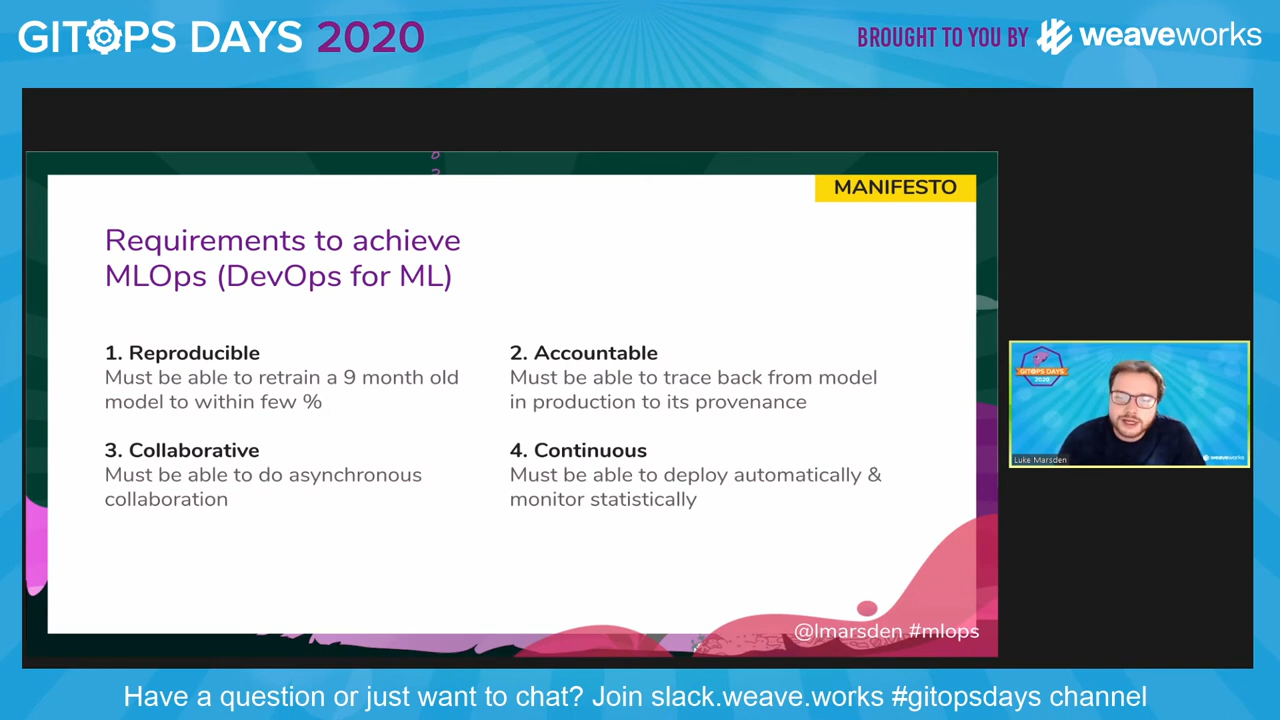 GITOPS DAYS 2020
BROUGHT TO YOU BY weaveworks
MANIFESTO
Requirements to achieve
MLOps (DevOps for ML)
1. Reproducible
Must be able to retrain a 9 month old
model to within few %
2. Accountable
Must be able to trace back from model
in production to its provenance
3. Collaborative
Must be able to do asynchronous
collaboration
4. Continuous
Must be able to deploy automatically &
monitor statistically
@lmarsden #mlops
GITOPS DAYS
2020
Luke Marsden
weaveworks
Have a question or just want to chat? Join slack.weave.works #gitopsdays channel